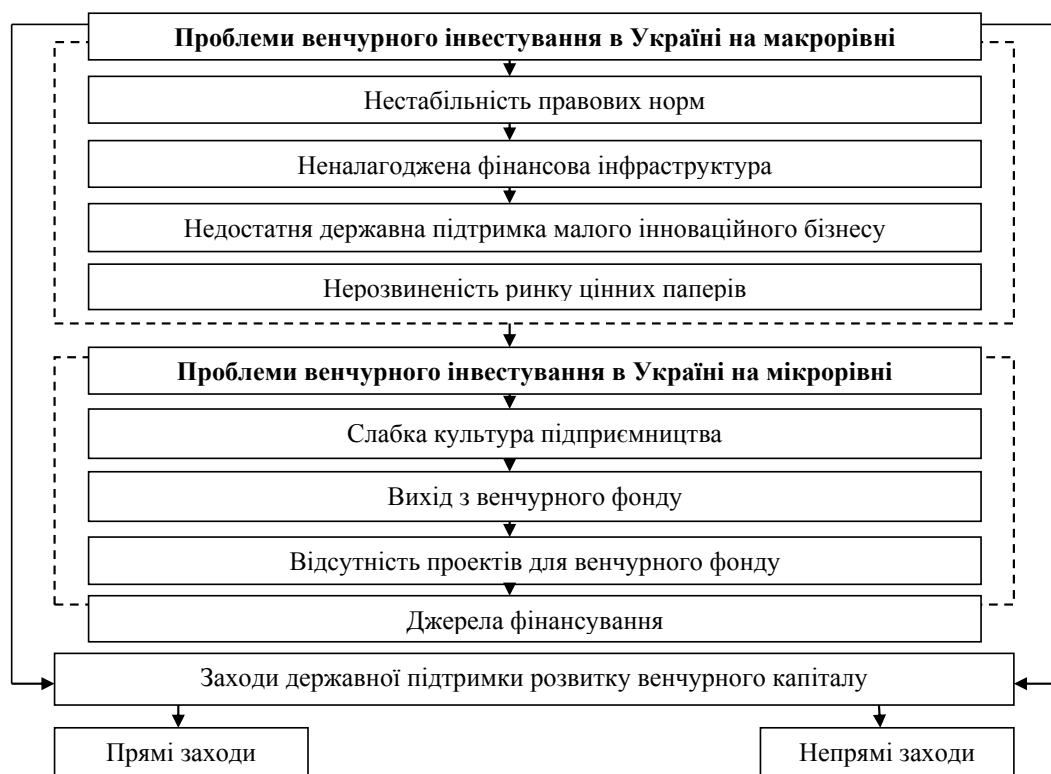 Проблеми венчурного інвестування в Україні на макрорівні
Нестабільність правових норм
Неналагоджена фінансова інфраструктура
Недостатня державна підтримка малого інноваційного бізнесу
Нерозвиненість ринку цінних паперів
Проблеми венчурного інвестування в Україні на мікрорівні
Слабка культура підприємництва
Вихід з венчурного фонду
Відсутність проектів для венчурного фонду
Джерела фінансування
Заходи державної підтримки розвитку венчурного капіталу
Прямі заходи
Непрямі заходи